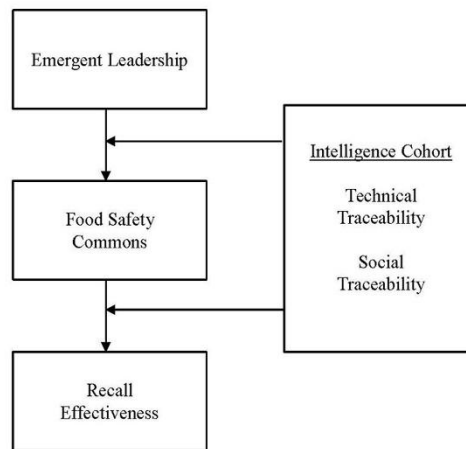 Emergent Leadership
Food Safety
Commons
Recall
Effectiveness
Intelligence Cohort
Technical
Traceability
Social
Traceability